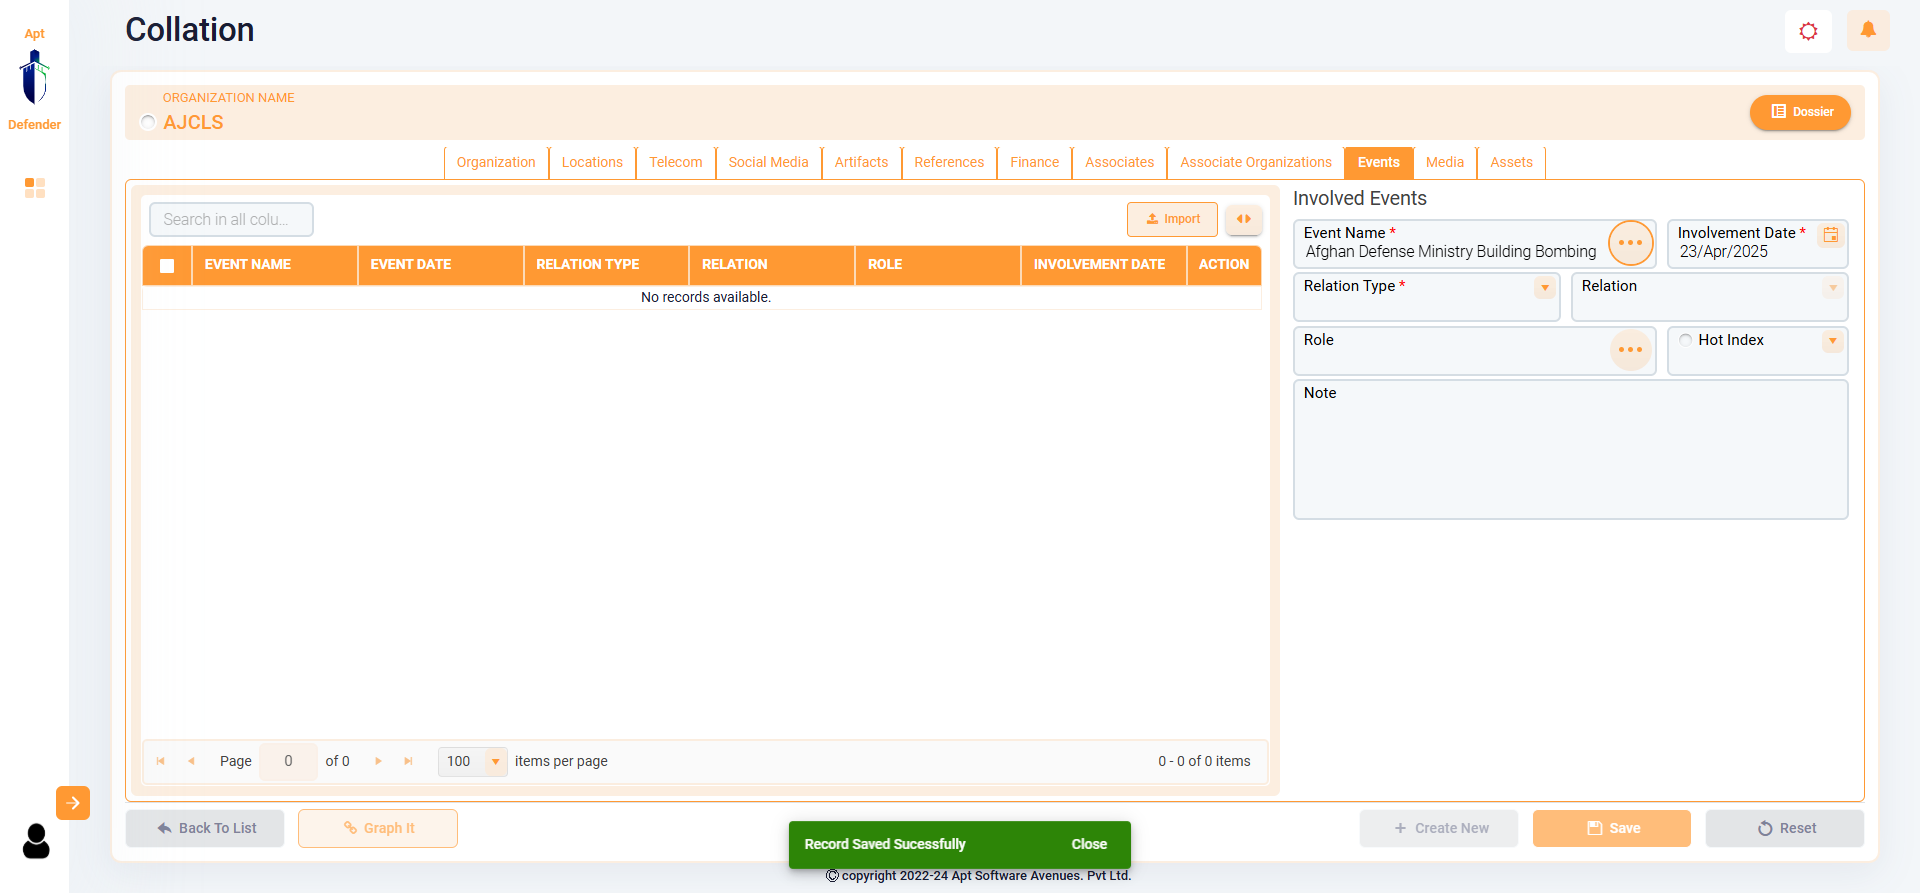 Apt
Defender
Collation
ORGANIZATION NAME
AJCLS
Dossier
Organization
Locations
Telecom
Social Media
Artifacts
References
Finance
Associates
Associate Organizations
Events
Media
Assets
Search in all colu...
Import
EVENT NAME
EVENT DATE
RELATION TYPE
RELATION
ROLE
INVOLVEMENT DATE
ACTION
No records available.
Page 0 of 0
100 items per page
0 - 0 of 0 items
Involved Events
Event Name *
Afghan Defense Ministry Building Bombing
Involvement Date *
23/Apr/2025
Relation Type *
Relation
Role
Hot Index
Note
Back To List
Graph It
Create New
Save
Reset
Record Saved Sucessfully
Close
© copyright 2022-24 Apt Software Avenues. Pvt Ltd.